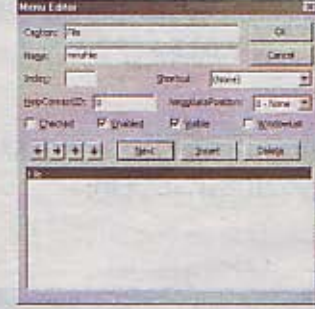 Menu Editor
Caption: File OK
Name: mnuFile Cancel
Index: Shortcut: (None)
HelpContextID: 0 NegotiatePosition: 0 - None
Checked Enabled Visible WindowList
Next Insert Delete
File